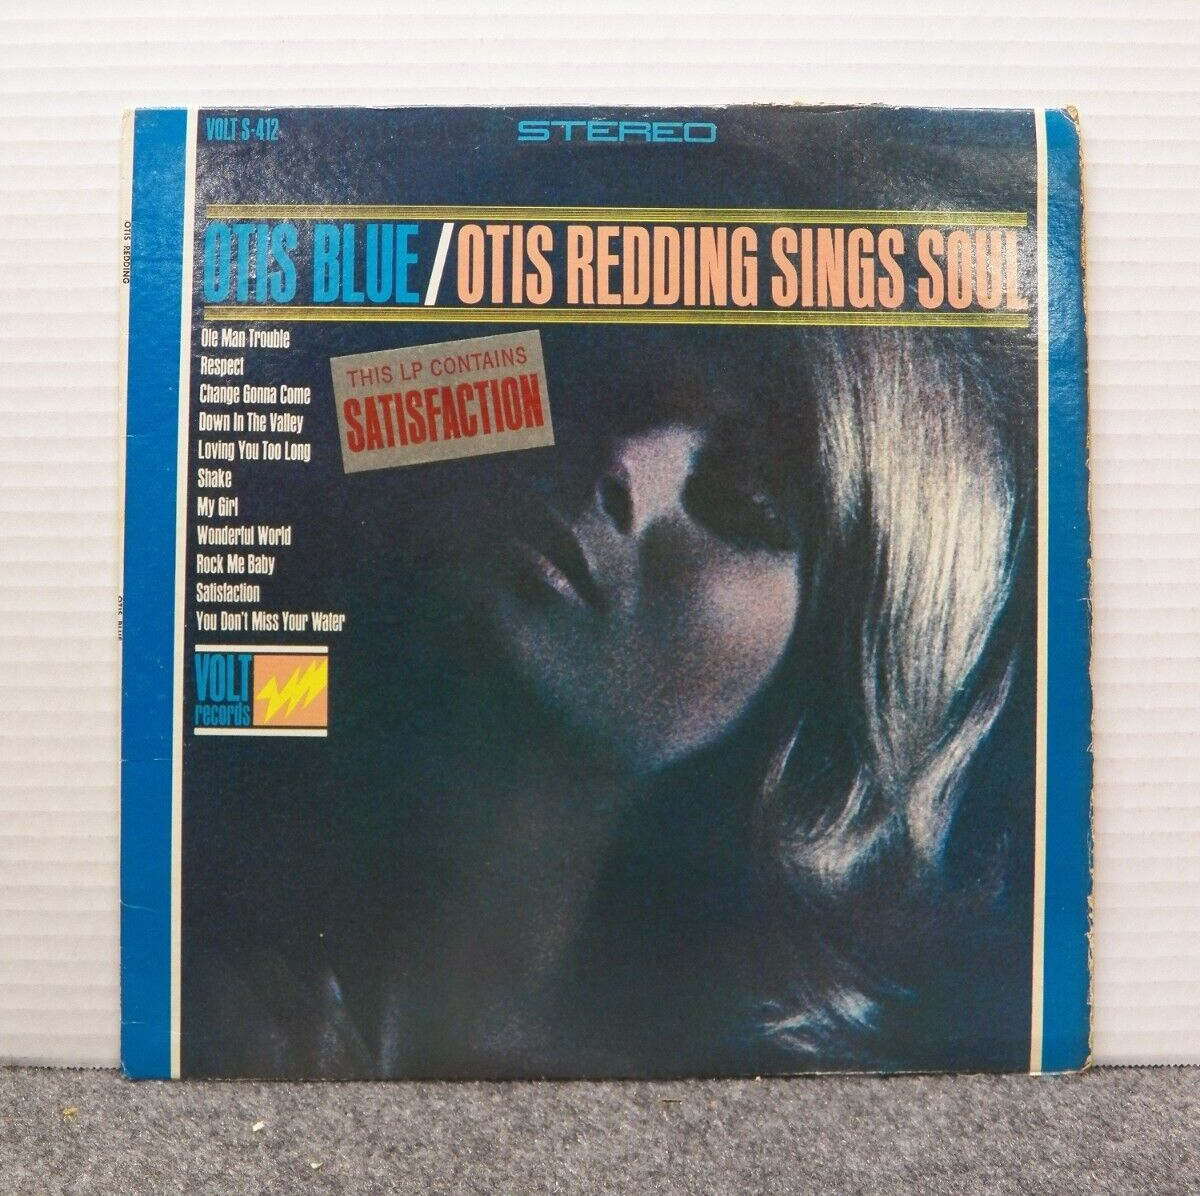 VOLT S-412
STEREO
OTIS BLUE/OTIS REDDING SINGS SOUL
Ole Man Trouble
Respect
Change Gonna Come
Down In The Valley
Loving You Too Long
Shake
My Girl
Wonderful World
Rock Me Baby
Satisfaction
You Don't Miss Your Water
THIS LP CONTAINS
SATISFACTION
VOLT
records
OTIS REDDING
OTIS BLUE